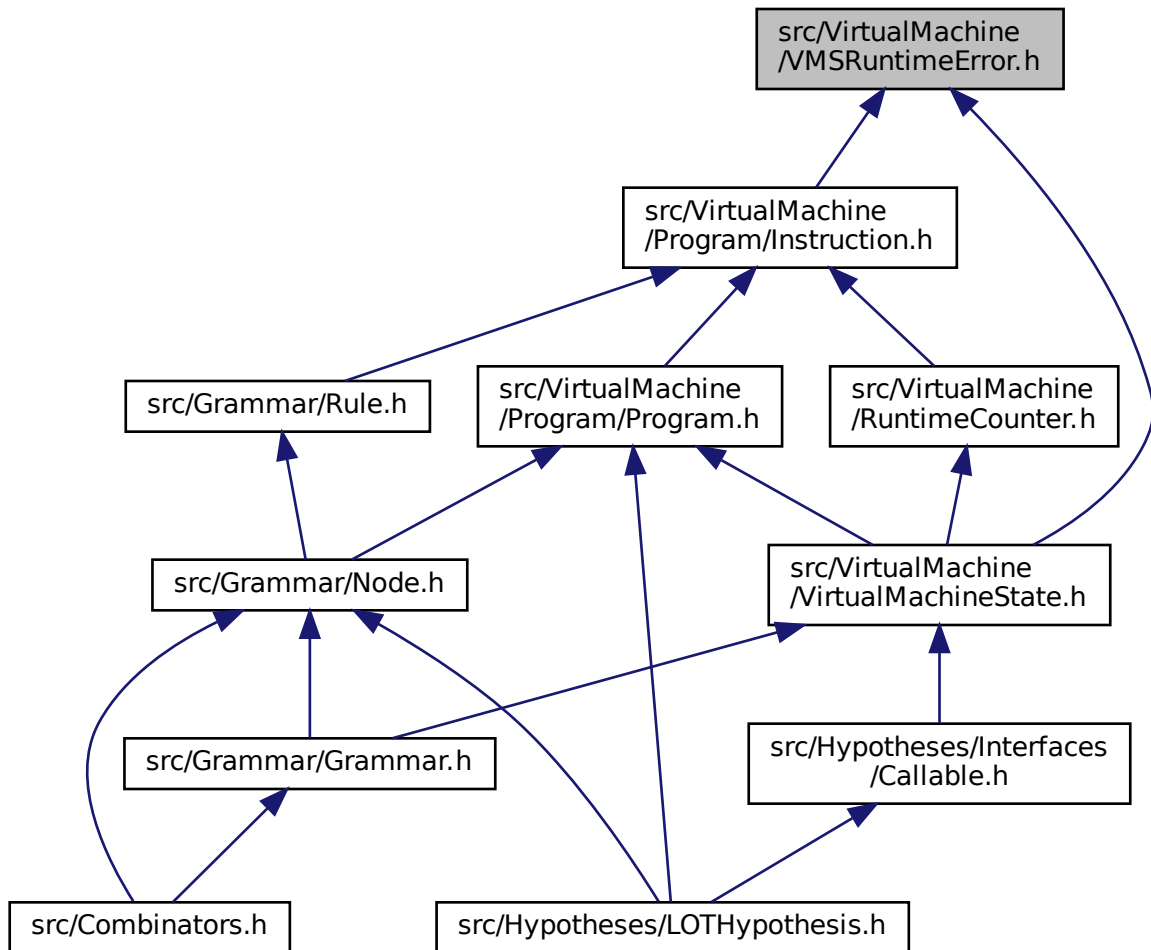 src/VirtualMachine
/VMSRuntimeError.h
src/VirtualMachine
/Program/Instruction.h
src/Grammar/Rule.h
src/VirtualMachine
/Program/Program.h
src/VirtualMachine
/RuntimeCounter.h
src/Grammar/Node.h
src/VirtualMachine
/VirtualMachineState.h
src/Grammar/Grammar.h
src/Hypotheses/Interfaces
/Callable.h
src/Combinators.h
src/Hypotheses/LOTHypothesis.h